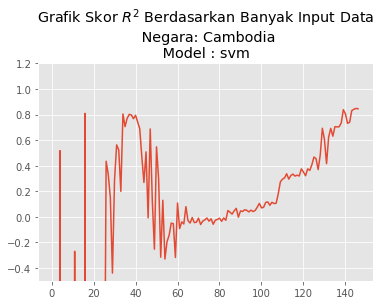 Grafik Skor R² Berdasarkan Banyak Input Data
Negara: Cambodia
Model : svm
1.2
1.0
0.8
0.6
0.4
0.2
0.0
−0.2
−0.4
0 20 40 60 80 100 120 140